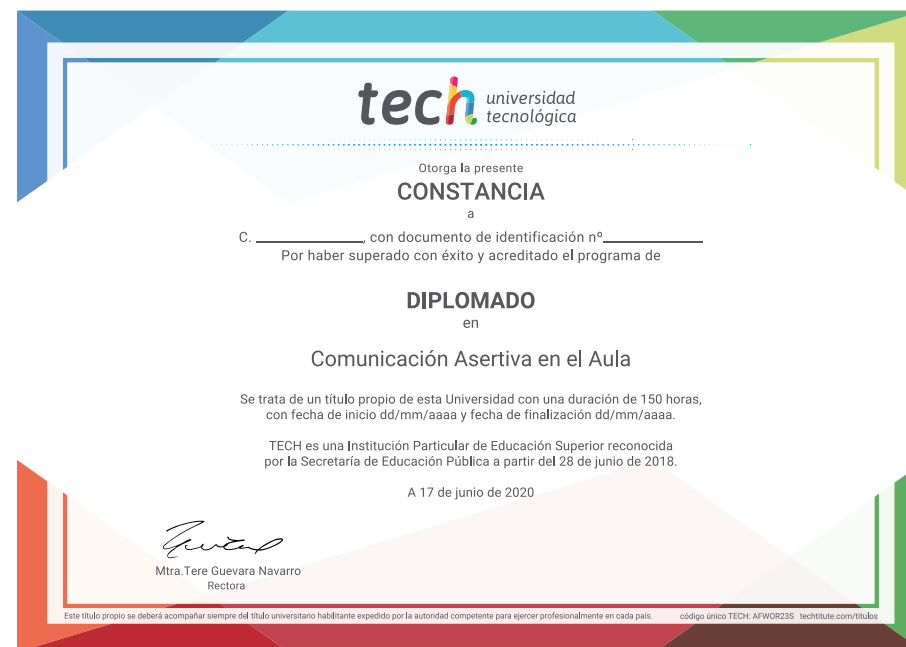 tech universidad
tecnológica
Otorga la presente
CONSTANCIA
a
C. ____________, con documento de identificación nº____________
Por haber superado con éxito y acreditado el programa de
DIPLOMADO
en
Comunicación Asertiva en el Aula
Se trata de un título propio de esta Universidad con una duración de 150 horas,
con fecha de inicio dd/mm/aaaa y fecha de finalización dd/mm/aaaa.
TECH es una Institución Particular de Educación Superior reconocida
por la Secretaría de Educación Pública a partir del 28 de junio de 2018.
A 17 de junio de 2020
Mtra.Tere Guevara Navarro
Rectora
Este título propio se deberá acompañar siempre del título universitario habilitante expedido por la autoridad competente para ejercer profesionalmente en cada país. código único TECH: AFWOR23S techtitute.com/titulos